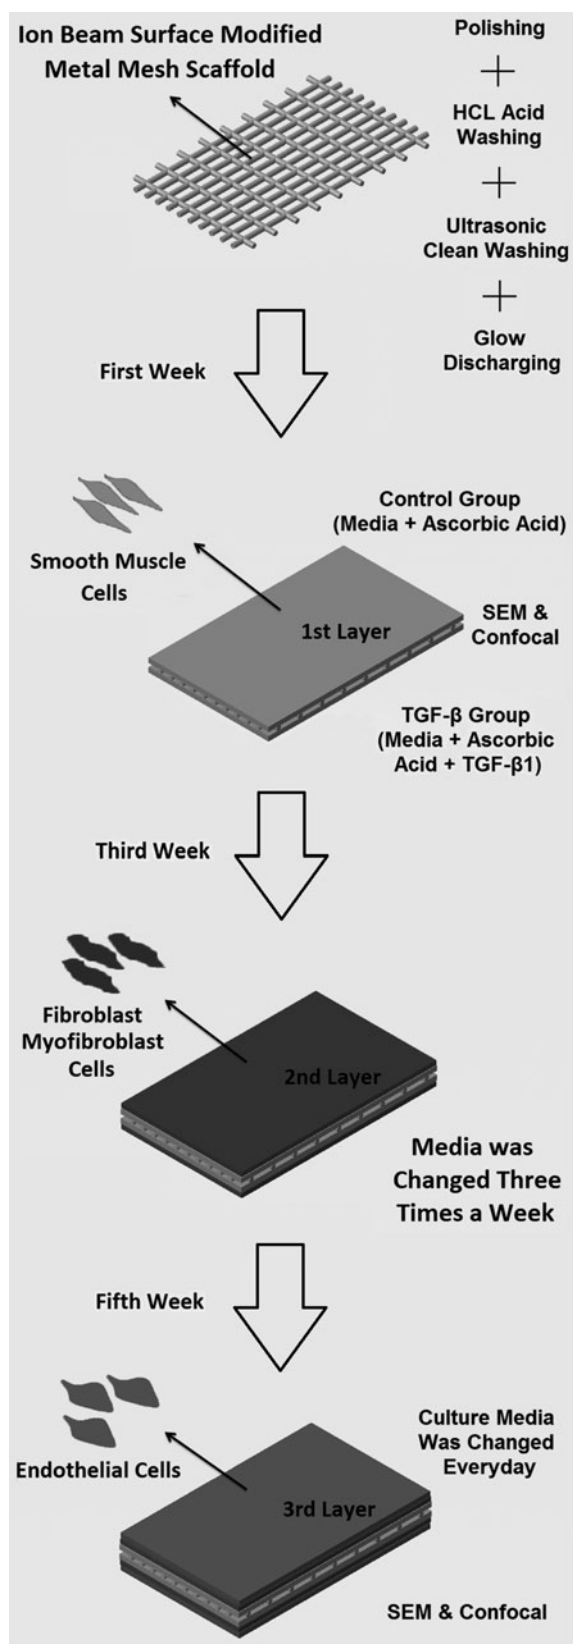 Ion Beam Surface Modified
Metal Mesh Scaffold
Polishing
+
HCL Acid
Washing
+
Ultrasonic
Clean Washing
+
Glow
Discharging
First Week
Smooth Muscle
Cells
Control Group
(Media + Ascorbic Acid)
1st Layer
SEM &
Confocal
TGF-β Group
(Media + Ascorbic
Acid + TGF-β1)
Third Week
Fibroblast
Myofibroblast
Cells
2nd Layer
Media was
Changed Three
Times a Week
Fifth Week
Endothelial Cells
3rd Layer
Culture Media
Was Changed
Everyday
SEM & Confocal